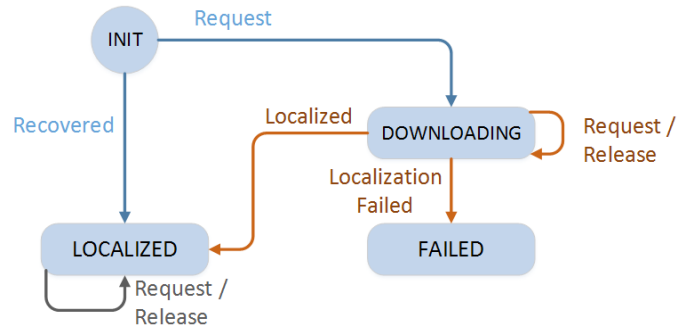 Request
INIT
Recovered
Localized
DOWNLOADING
Request /
Release
Localization
Failed
LOCALIZED
FAILED
Request /
Release